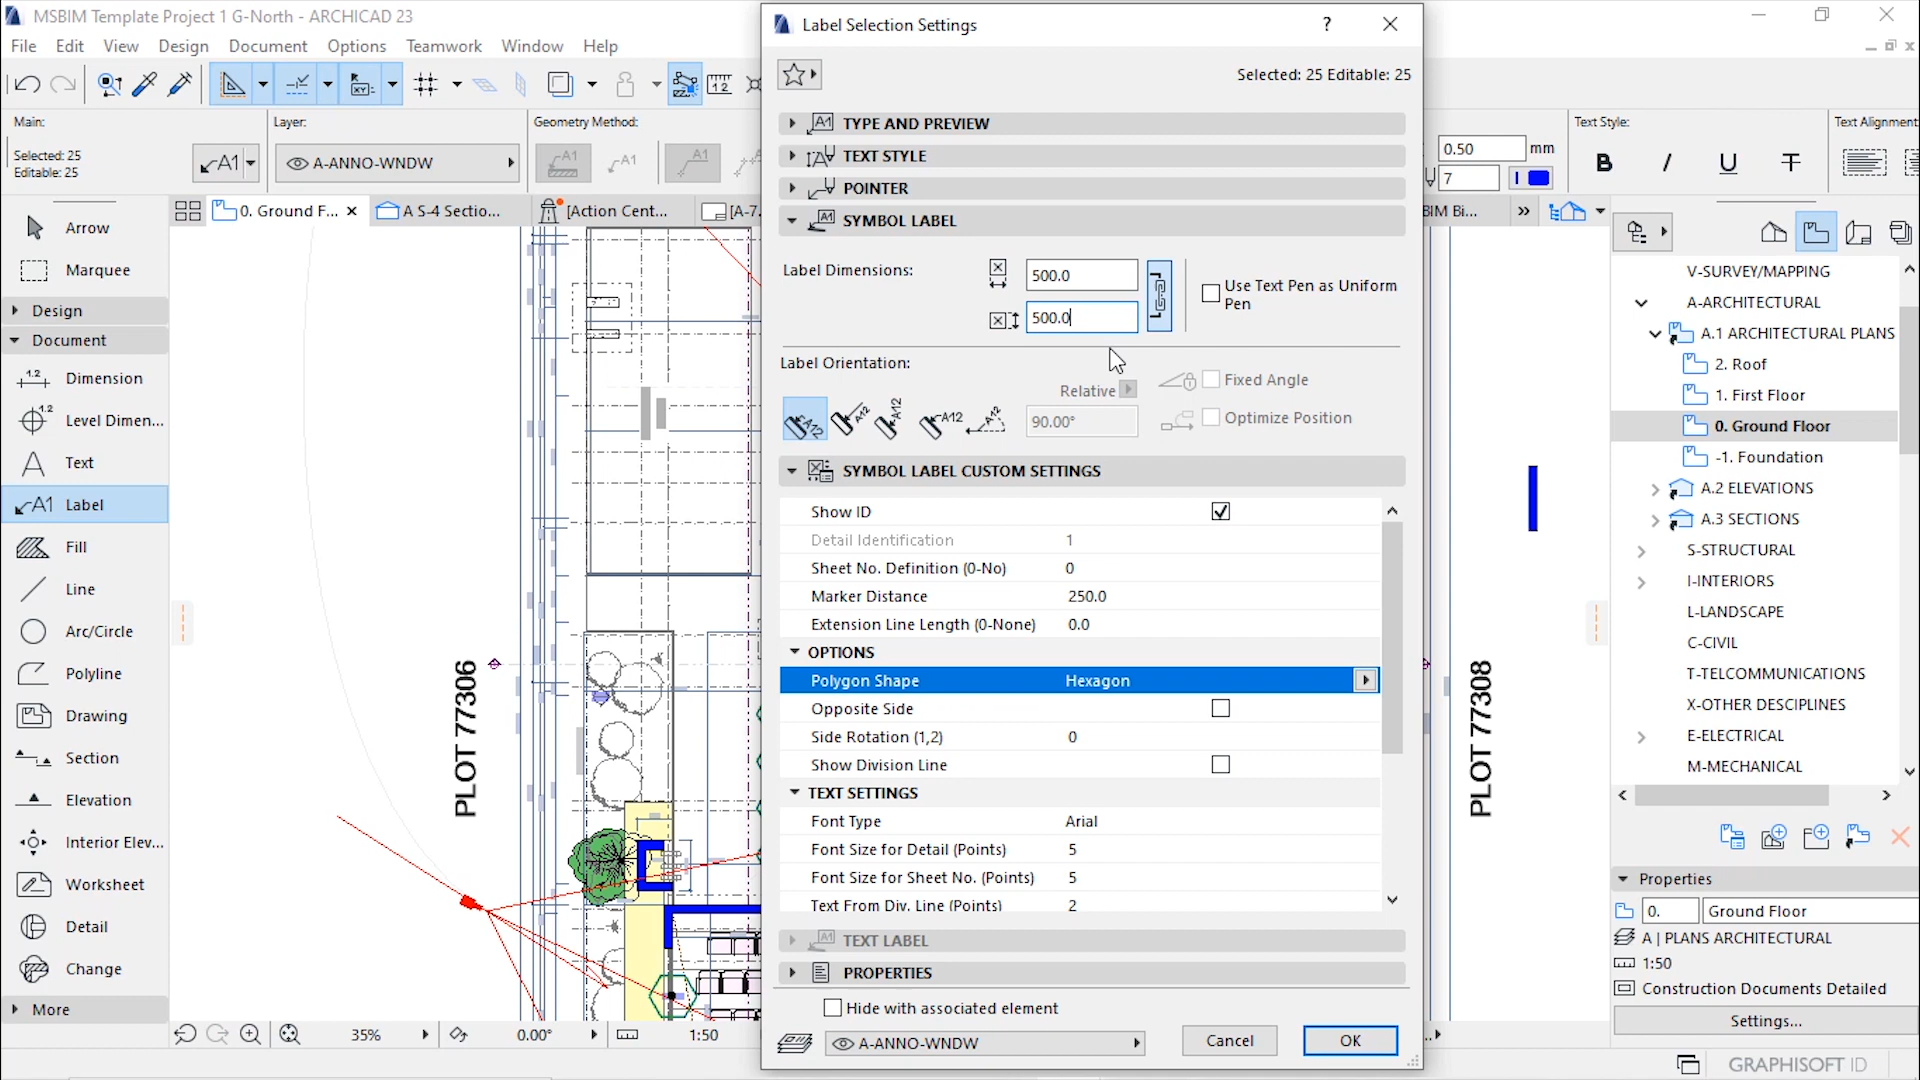 MSBIM Template Project 1 G-North - ARCHICAD 23
File Edit View Design Document Options Teamwork Window Help
Main:
Selected: 25
Editable: 25
A1
Layer:
A-ANNO-WNDW
Geometry Method:
0. Ground F...
A S-4 Sectio...
[Action Cent...
[A-7.
Arrow
Marquee
Design
Document
Dimension
Level Dimen...
Text
Label
Fill
Line
Arc/Circle
Polyline
Drawing
Section
Elevation
Interior Elev...
Worksheet
Detail
Change
More
PLOT 77306
35%
0.00°
1:50
Label Selection Settings
?
Selected: 25 Editable: 25
TYPE AND PREVIEW
TEXT STYLE
POINTER
SYMBOL LABEL
Label Dimensions:
500.0
500.0
Use Text Pen as Uniform
Pen
Label Orientation:
Relative
90.00°
Fixed Angle
Optimize Position
SYMBOL LABEL CUSTOM SETTINGS
Show ID
Detail Identification 1
Sheet No. Definition (0-No) 0
Marker Distance 250.0
Extension Line Length (0-None) 0.0
OPTIONS
Polygon Shape Hexagon
Opposite Side
Side Rotation (1,2) 0
Show Division Line
TEXT SETTINGS
Font Type Arial
Font Size for Detail (Points) 5
Font Size for Sheet No. (Points) 5
Text From Div. Line (Points) 2
TEXT LABEL
PROPERTIES
Hide with associated element
A-ANNO-WNDW
Cancel
OK
0.50 mm
7
Text Style:
B I U T
Text Alignment
BIM Bi...
PLOT 77308
V-SURVEY/MAPPING
A-ARCHITECTURAL
A.1 ARCHITECTURAL PLANS
2. Roof
1. First Floor
0. Ground Floor
-1. Foundation
A.2 ELEVATIONS
A.3 SECTIONS
S-STRUCTURAL
I-INTERIORS
L-LANDSCAPE
C-CIVIL
T-TELECOMMUNICATIONS
X-OTHER DESCIPLINES
E-ELECTRICAL
M-MECHANICAL
Properties
0. Ground Floor
A | PLANS ARCHITECTURAL
1:50
Construction Documents Detailed
Settings...
GRAPHISOFT ID